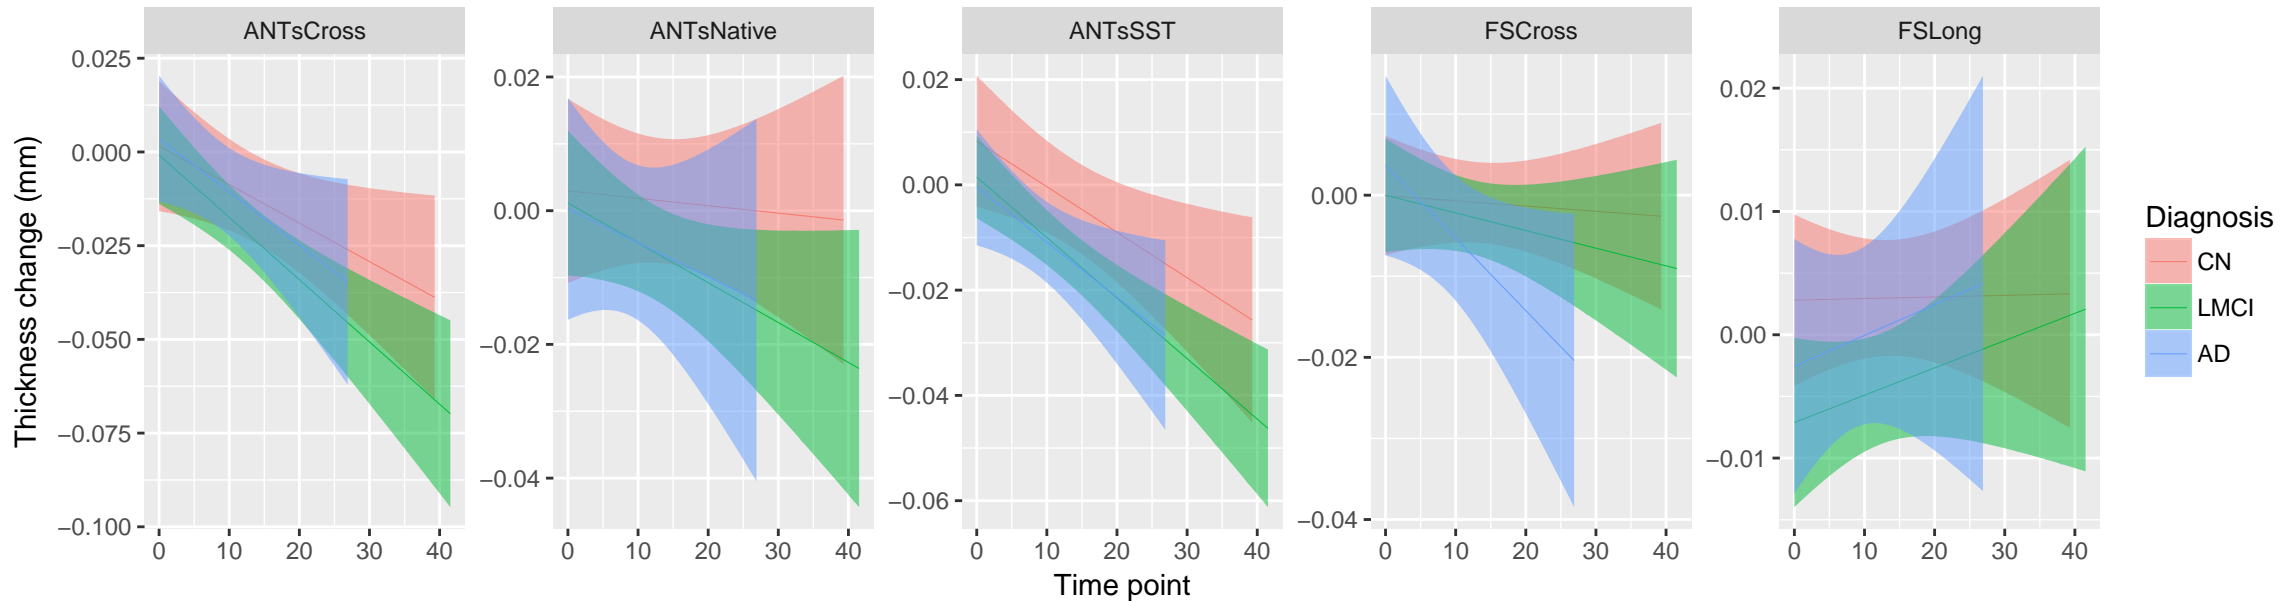 ANTsCross
ANTsNative
ANTsSST
FSCross
FSLong
Thickness change (mm)
0.025
0.000
−0.025
−0.050
−0.075
−0.100
0 10 20 30 40
0.02
0.00
−0.02
−0.04
0 10 20 30 40
0.02
0.00
−0.02
−0.04
−0.06
0 10 20 30 40
0.00
−0.02
−0.04
0 10 20 30 40
0.02
0.01
0.00
−0.01
0 10 20 30 40
Time point
Diagnosis
CN
LMCI
AD